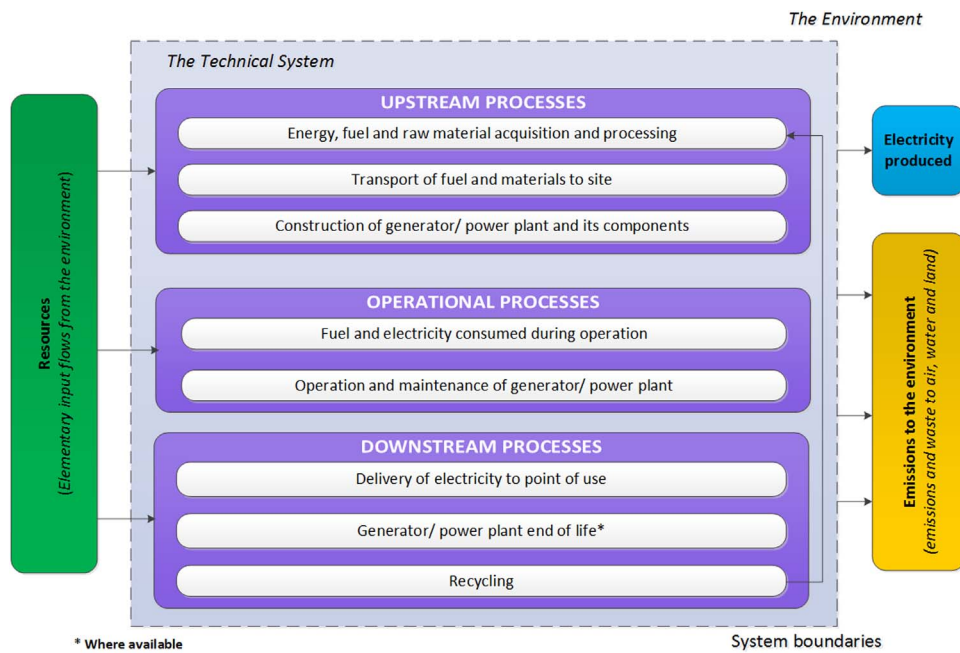 The Environment
The Technical System
UPSTREAM PROCESSES
Energy, fuel and raw material acquisition and processing
Transport of fuel and materials to site
Construction of generator/ power plant and its components
OPERATIONAL PROCESSES
Fuel and electricity consumed during operation
Operation and maintenance of generator/ power plant
DOWNSTREAM PROCESSES
Delivery of electricity to point of use
Generator/ power plant end of life*
Recycling
Resources
(Elementary input flows from the environment)
Electricity
produced
Emissions to the environment
(emissions and waste to air, water and land)
* Where available
System boundaries